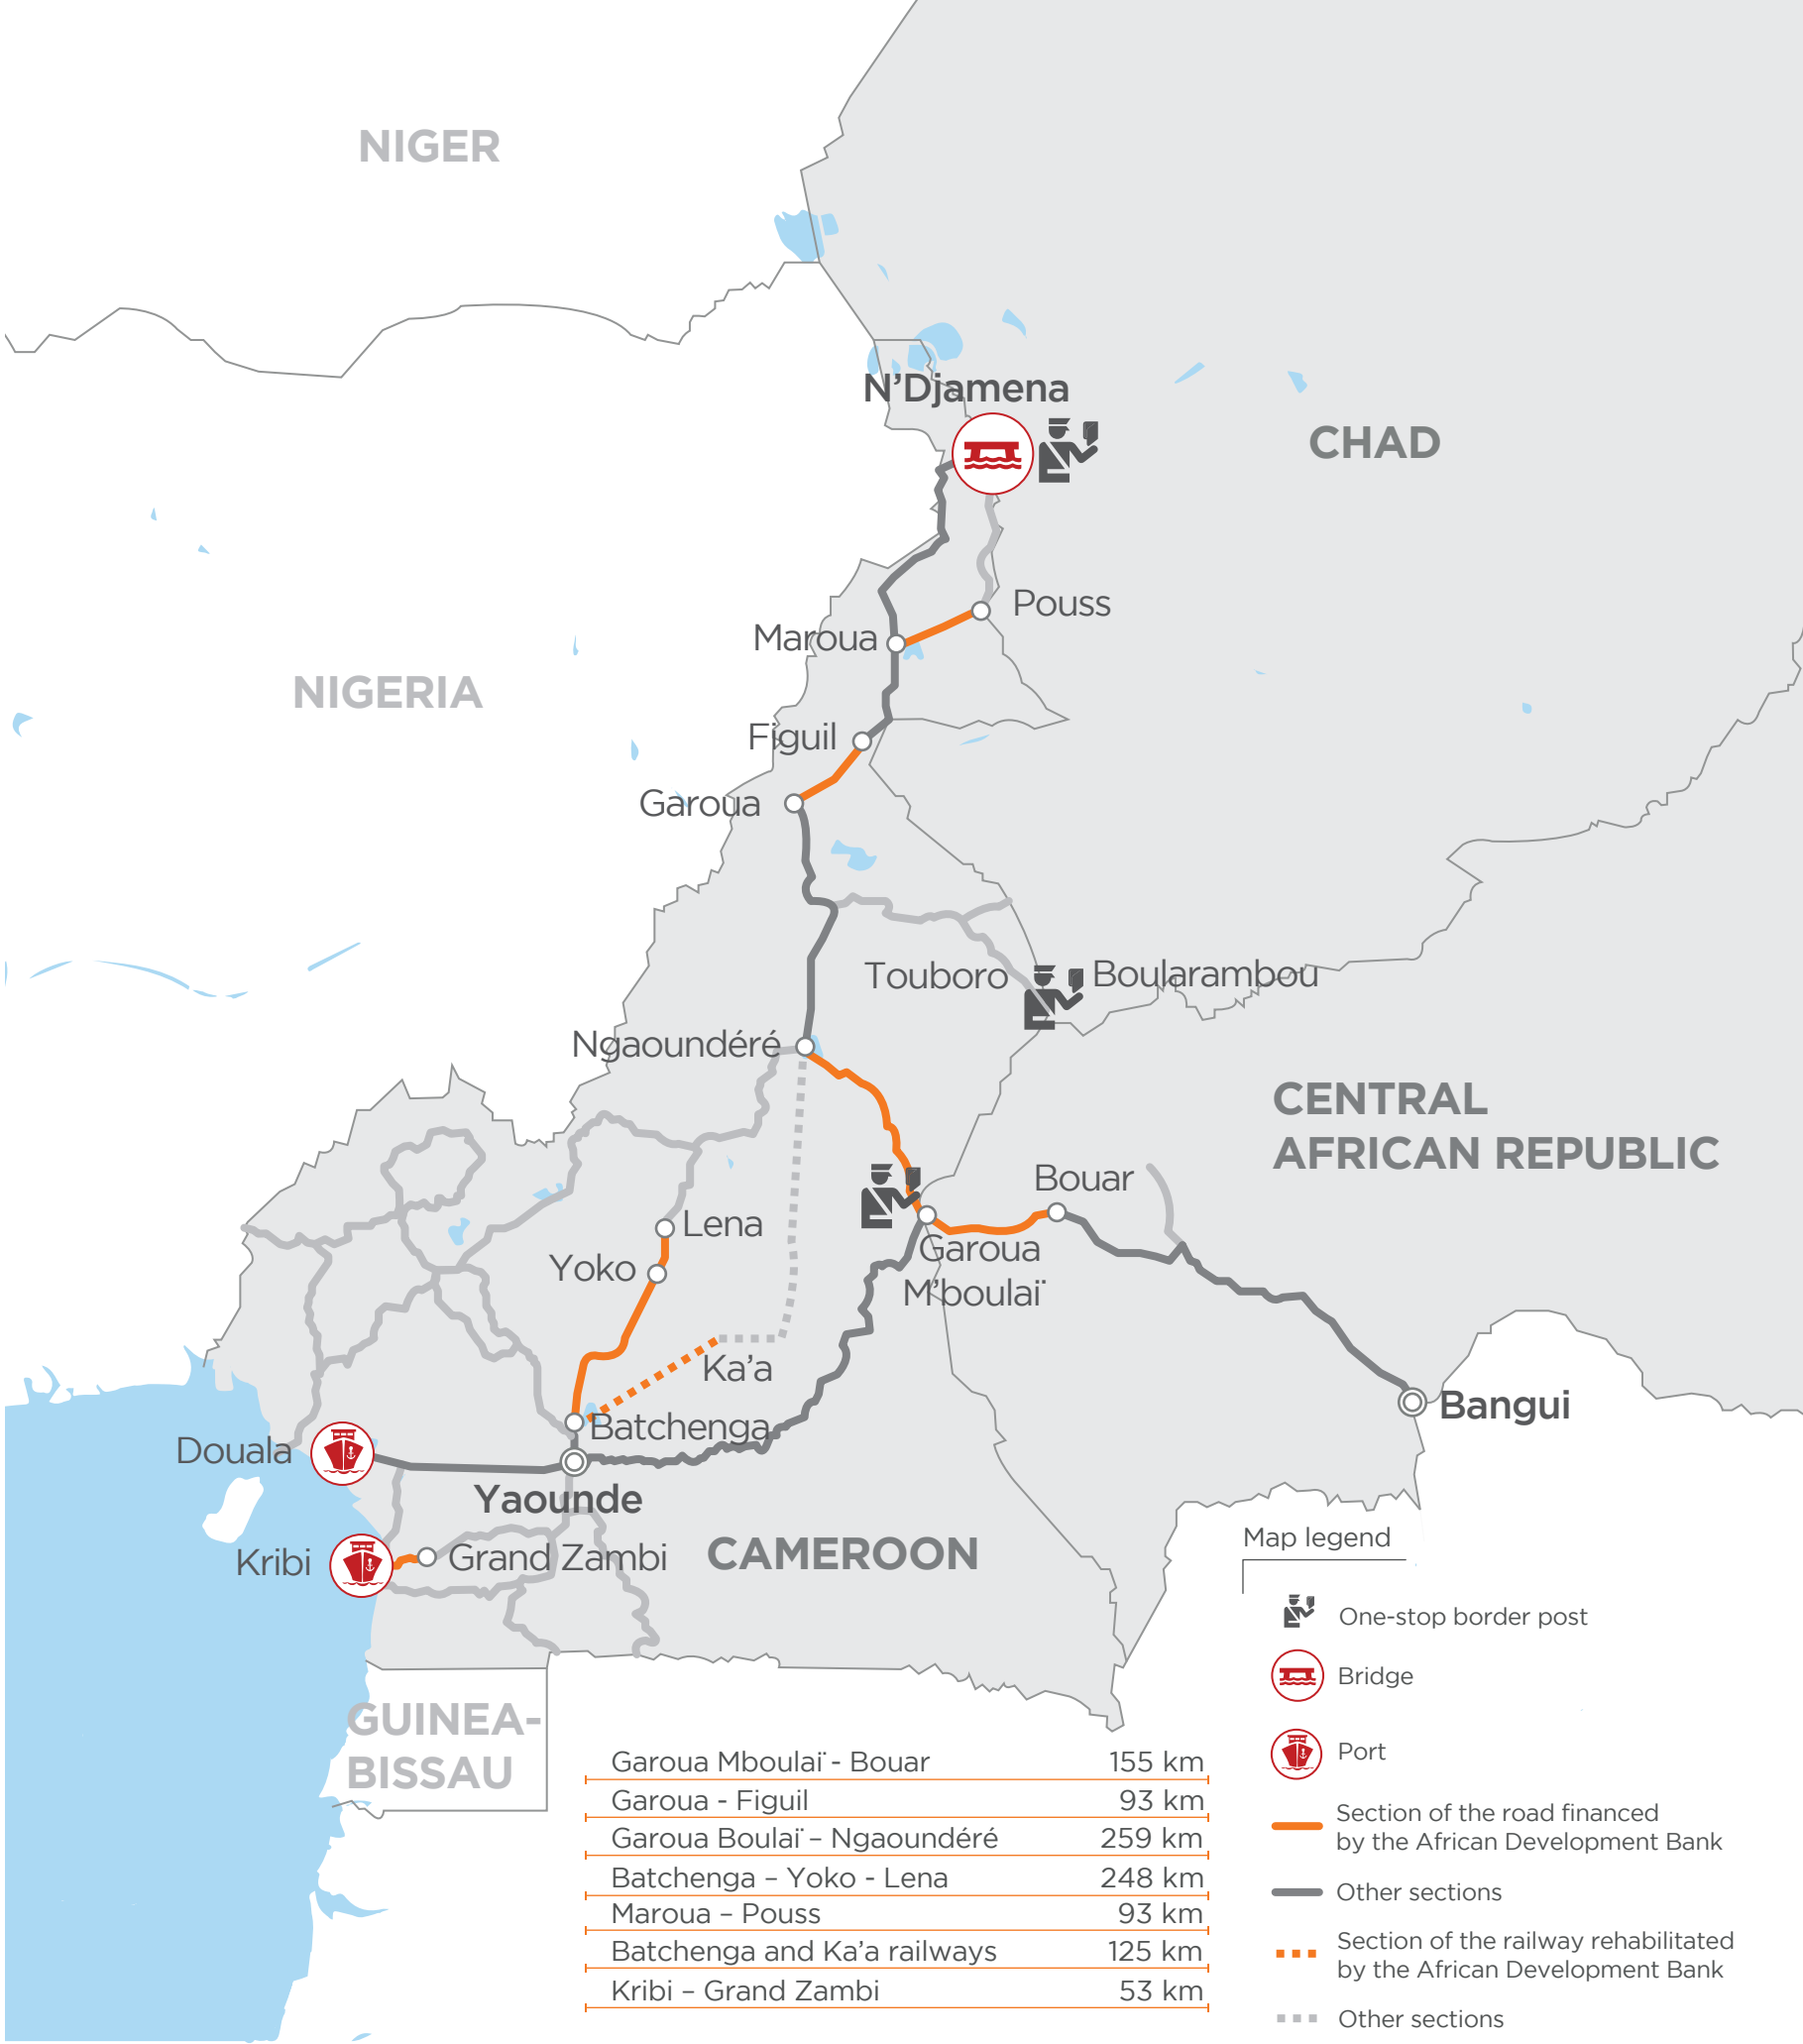 NIGER
N'Djamena
CHAD
Pouss
Maroua
NIGERIA
Figuil
Garoua
Touboro
Boularambou
Ngaoundéré
CENTRAL
AFRICAN REPUBLIC
Bouar
Lena
Garoua
M'boulaï
Yoko
Ka'a
Bangui
Batchenga
Douala
Yaounde
Kribi
Grand Zambi
CAMEROON
GUINEA-
BISSAU
Garoua Mboulaï - Bouar 155 km
Garoua - Figuil 93 km
Garoua Boulaï – Ngaoundéré 259 km
Batchenga – Yoko - Lena 248 km
Maroua – Pouss 93 km
Batchenga and Ka'a railways 125 km
Kribi – Grand Zambi 53 km
Map legend
One-stop border post
Bridge
Port
Section of the road financed
by the African Development Bank
Other sections
Section of the railway rehabilitated
by the African Development Bank
Other sections